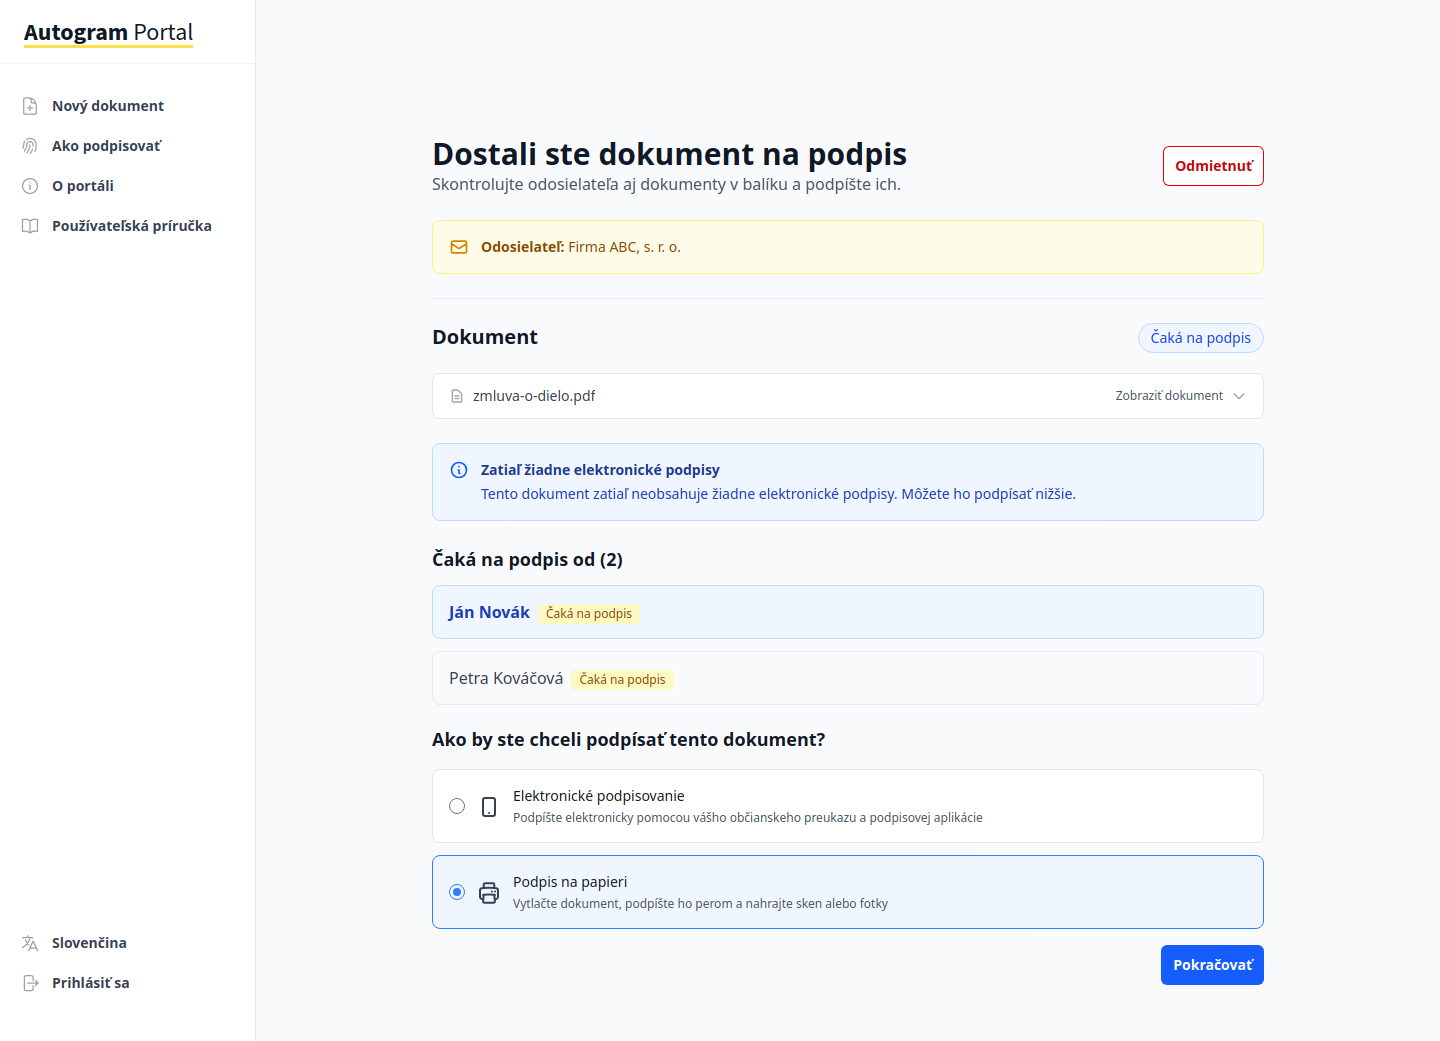 Autogram Portal
Nový dokument
Ako podpisovať
O portáli
Používateľská príručka
Slovenčina
Prihlásiť sa
Dostali ste dokument na podpis
Skontrolujte odosielateľa aj dokumenty v balíku a podpíšte ich.
Odmietnuť
Odosielateľ: Firma ABC, s. r. o.
Dokument
Čaká na podpis
zmluva-o-dielo.pdf
Zobraziť dokument
Zatiaľ žiadne elektronické podpisy
Tento dokument zatiaľ neobsahuje žiadne elektronické podpisy. Môžete ho podpísať nižšie.
Čaká na podpis od (2)
Ján Novák Čaká na podpis
Petra Kováčová Čaká na podpis
Ako by ste chceli podpísať tento dokument?
Elektronické podpisovanie
Podpíšte elektronicky pomocou vášho občianskeho preukazu a podpisovej aplikácie
Podpis na papieri
Vytlačte dokument, podpíšte ho perom a nahrajte sken alebo fotky
Pokračovať